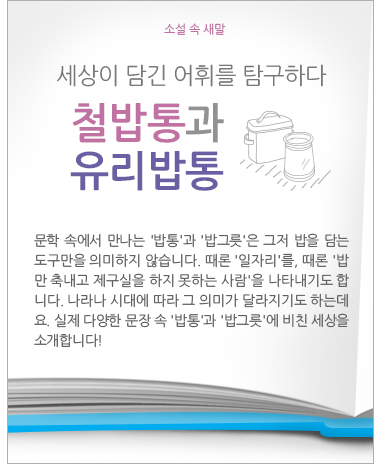 소설 속 새말
세상이 담긴 어휘를 탐구하다
철밥통과
유리밥통
문학 속에서 만나는 '밥통'과 '밥그릇'은 그저 밥을 담는
도구만을 의미하지 않습니다. 때론 '일자리'를, 때론 '밥
만 축내고 제구실을 하지 못하는 사람'을 나타내기도 합
니다. 나라나 시대에 따라 그 의미가 달라지기도 하는데
요. 실제 다양한 문장 속 '밥통'과 '밥그릇'에 비친 세상을
소개합니다!